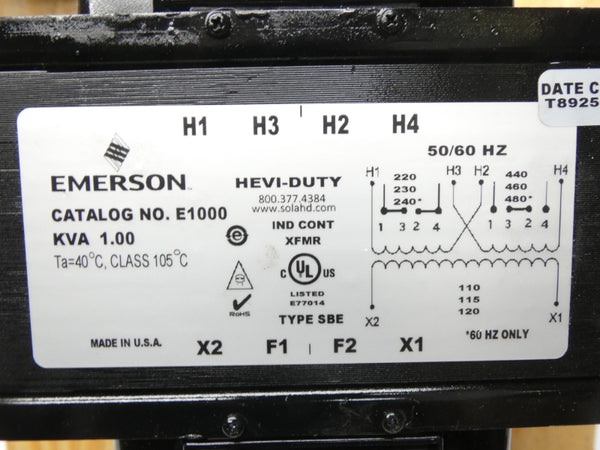 DATE C
T8925
H1 H3 H2 H4
50/60 HZ
EMERSON™
HEVI-DUTY
800.377.4384
www.solahd.com
CATALOG NO. E1000
KVA 1.00
Ta=40°C, CLASS 105°C
IND CONT
XFMR
C UL US
LISTED
E77014
TYPE SBE
RoHS
H1 H3 H2 H4
220
230
240*
440
460
480*
1 3 2 4
1 3 2 4
110
115
120
X2 X1
*60 HZ ONLY
MADE IN U.S.A.
X2 F1 F2 X1